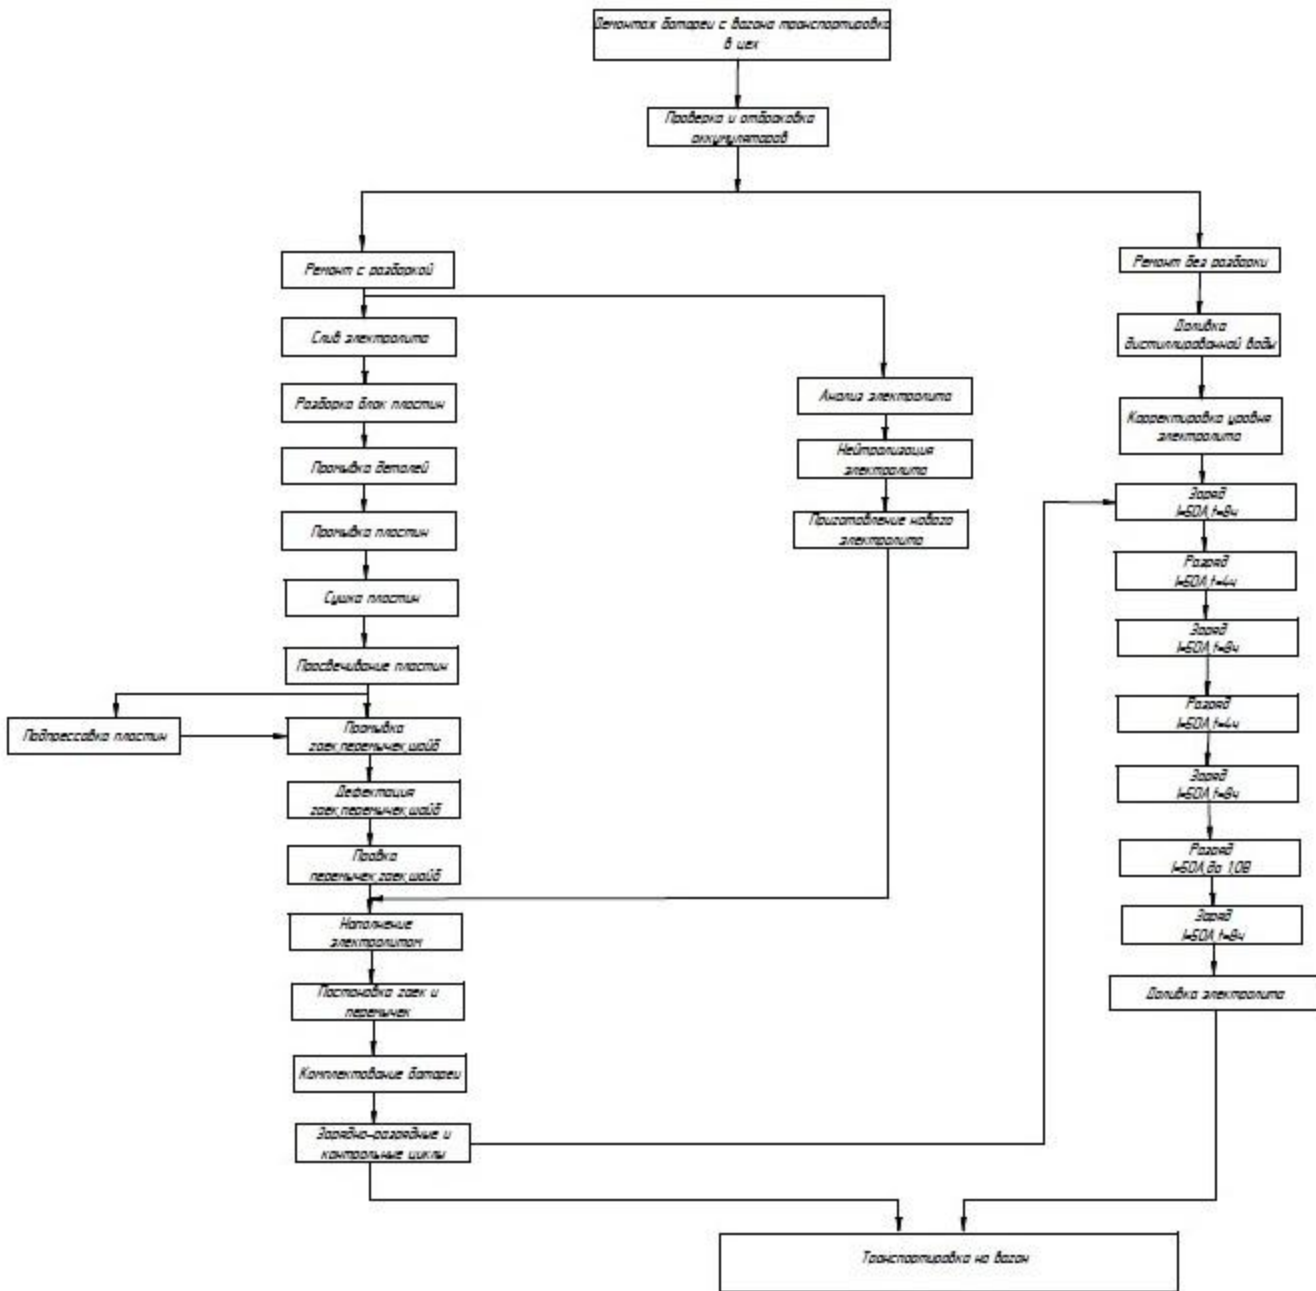 Демонтаж батареи с вагона транспортировка
в цех
Проверка и отбраковка
аккумуляторов
Ремонт с разборкой
Слив электролита
Разборка блок пластин
Промывка деталей
Промывка пластин
Сушка пластин
Просвечивание пластин
Подпрессовка пластин
Промывка
гаек,перемычек,шайб
Дефектация
гаек,перемычек,шайб
Правка
перемычек,гаек,шайб
Наполнение
электролитом
Постановка гаек и
перемычек
Комплектование батареи
Зарядно-разрядные и
контрольные циклы
Анализ электролита
Нейтрализация
электролита
Приготовление нового
электролита
Ремонт без разборки
Доливка
дистиллированной воды
Корректировка уровня
электролита
Заряд
I=60А,t=8ч
Разряд
I=60А,t=4ч
Заряд
I=60А,t=8ч
Разряд
I=60А,t=4ч
Заряд
I=60А,t=8ч
Разряд
I=60А,до 1,0В
Заряд
I=60А,t=8ч
Доливка электролита
Транспортировка на вагон